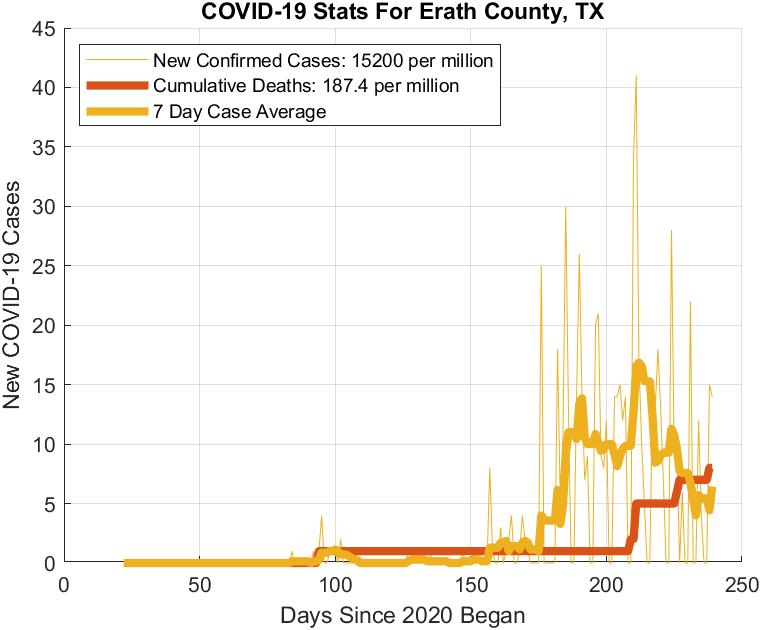 COVID-19 Stats For Erath County, TX
45
40
35
30
25
20
15
10
5
0
New COVID-19 Cases
New Confirmed Cases: 15200 per million
Cumulative Deaths: 187.4 per million
7 Day Case Average
0 50 100 150 200 250
Days Since 2020 Began